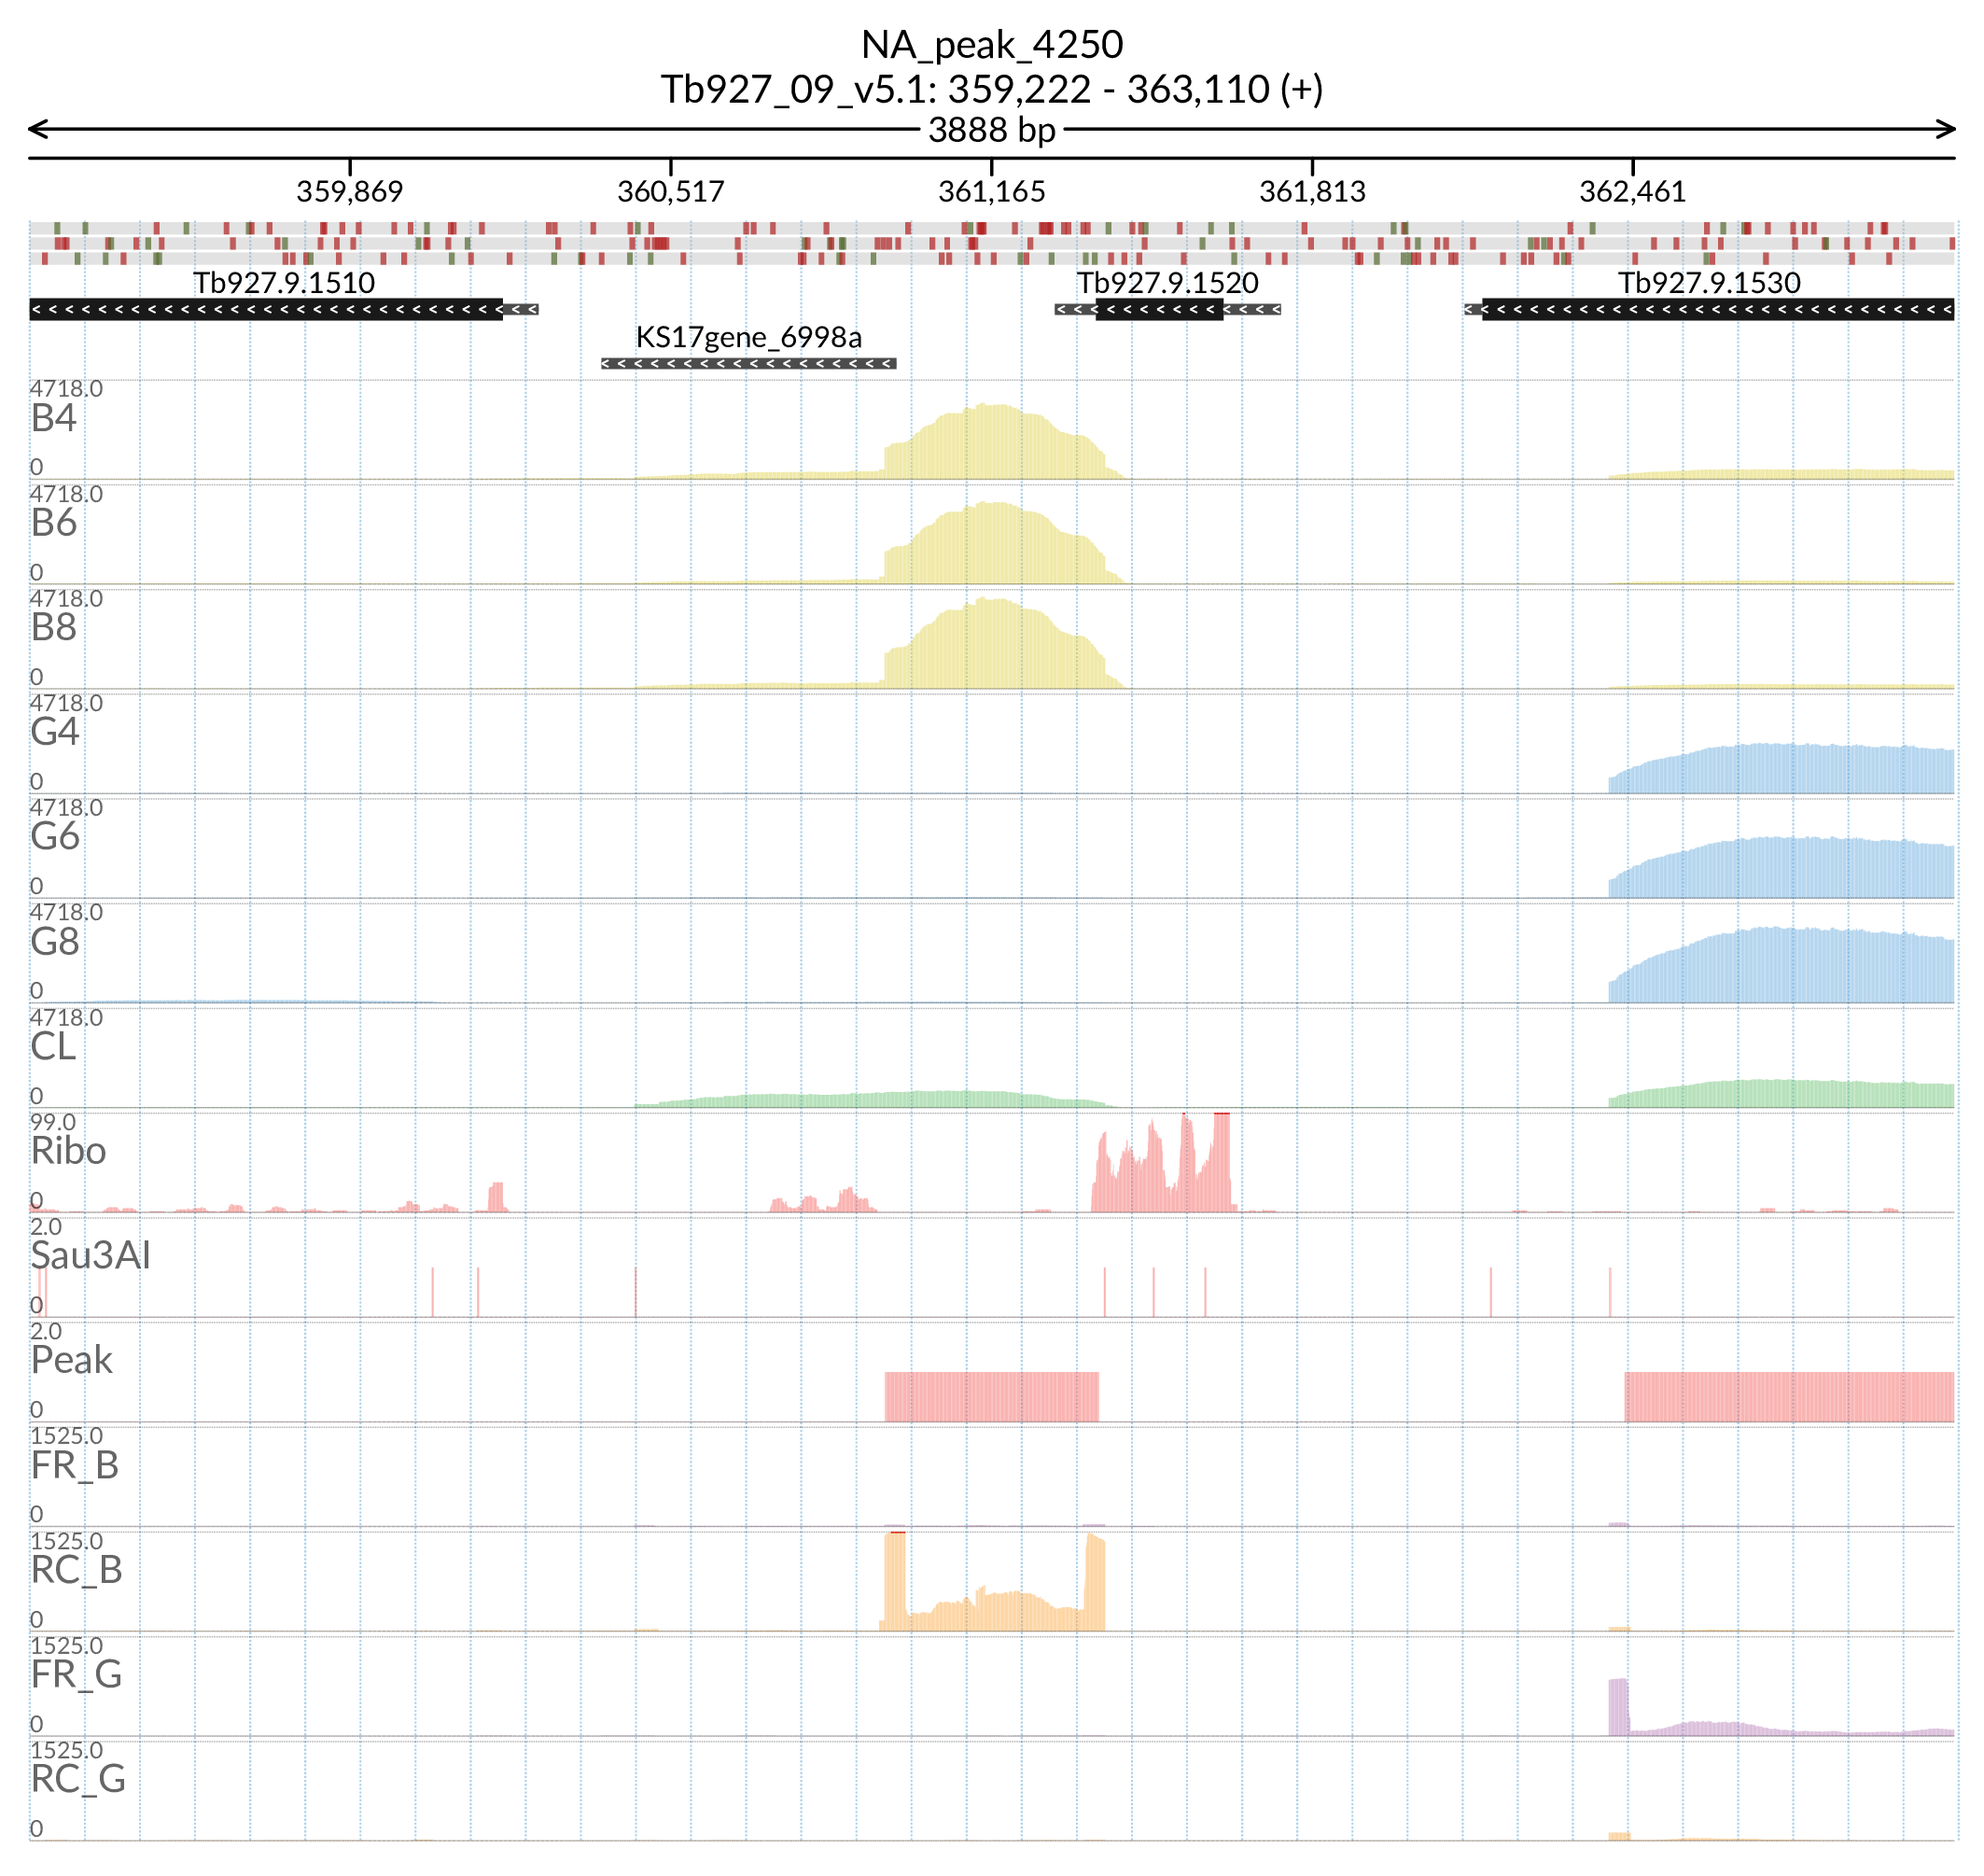 NA_peak_4250
Tb927_09_v5.1: 359,222 - 363,110 (+)
3888 bp
359,869 360,517 361,165 361,813 362,461
Tb927.9.1510 Tb927.9.1520 Tb927.9.1530
KS17gene_6998a
4718.0
B4
0
4718.0
B6
0
4718.0
B8
0
4718.0
G4
0
4718.0
G6
0
4718.0
G8
0
4718.0
CL
0
99.0
Ribo
0
2.0
Sau3AI
0
2.0
Peak
0
1525.0
FR_B
0
1525.0
RC_B
0
1525.0
FR_G
0
1525.0
RC_G
0